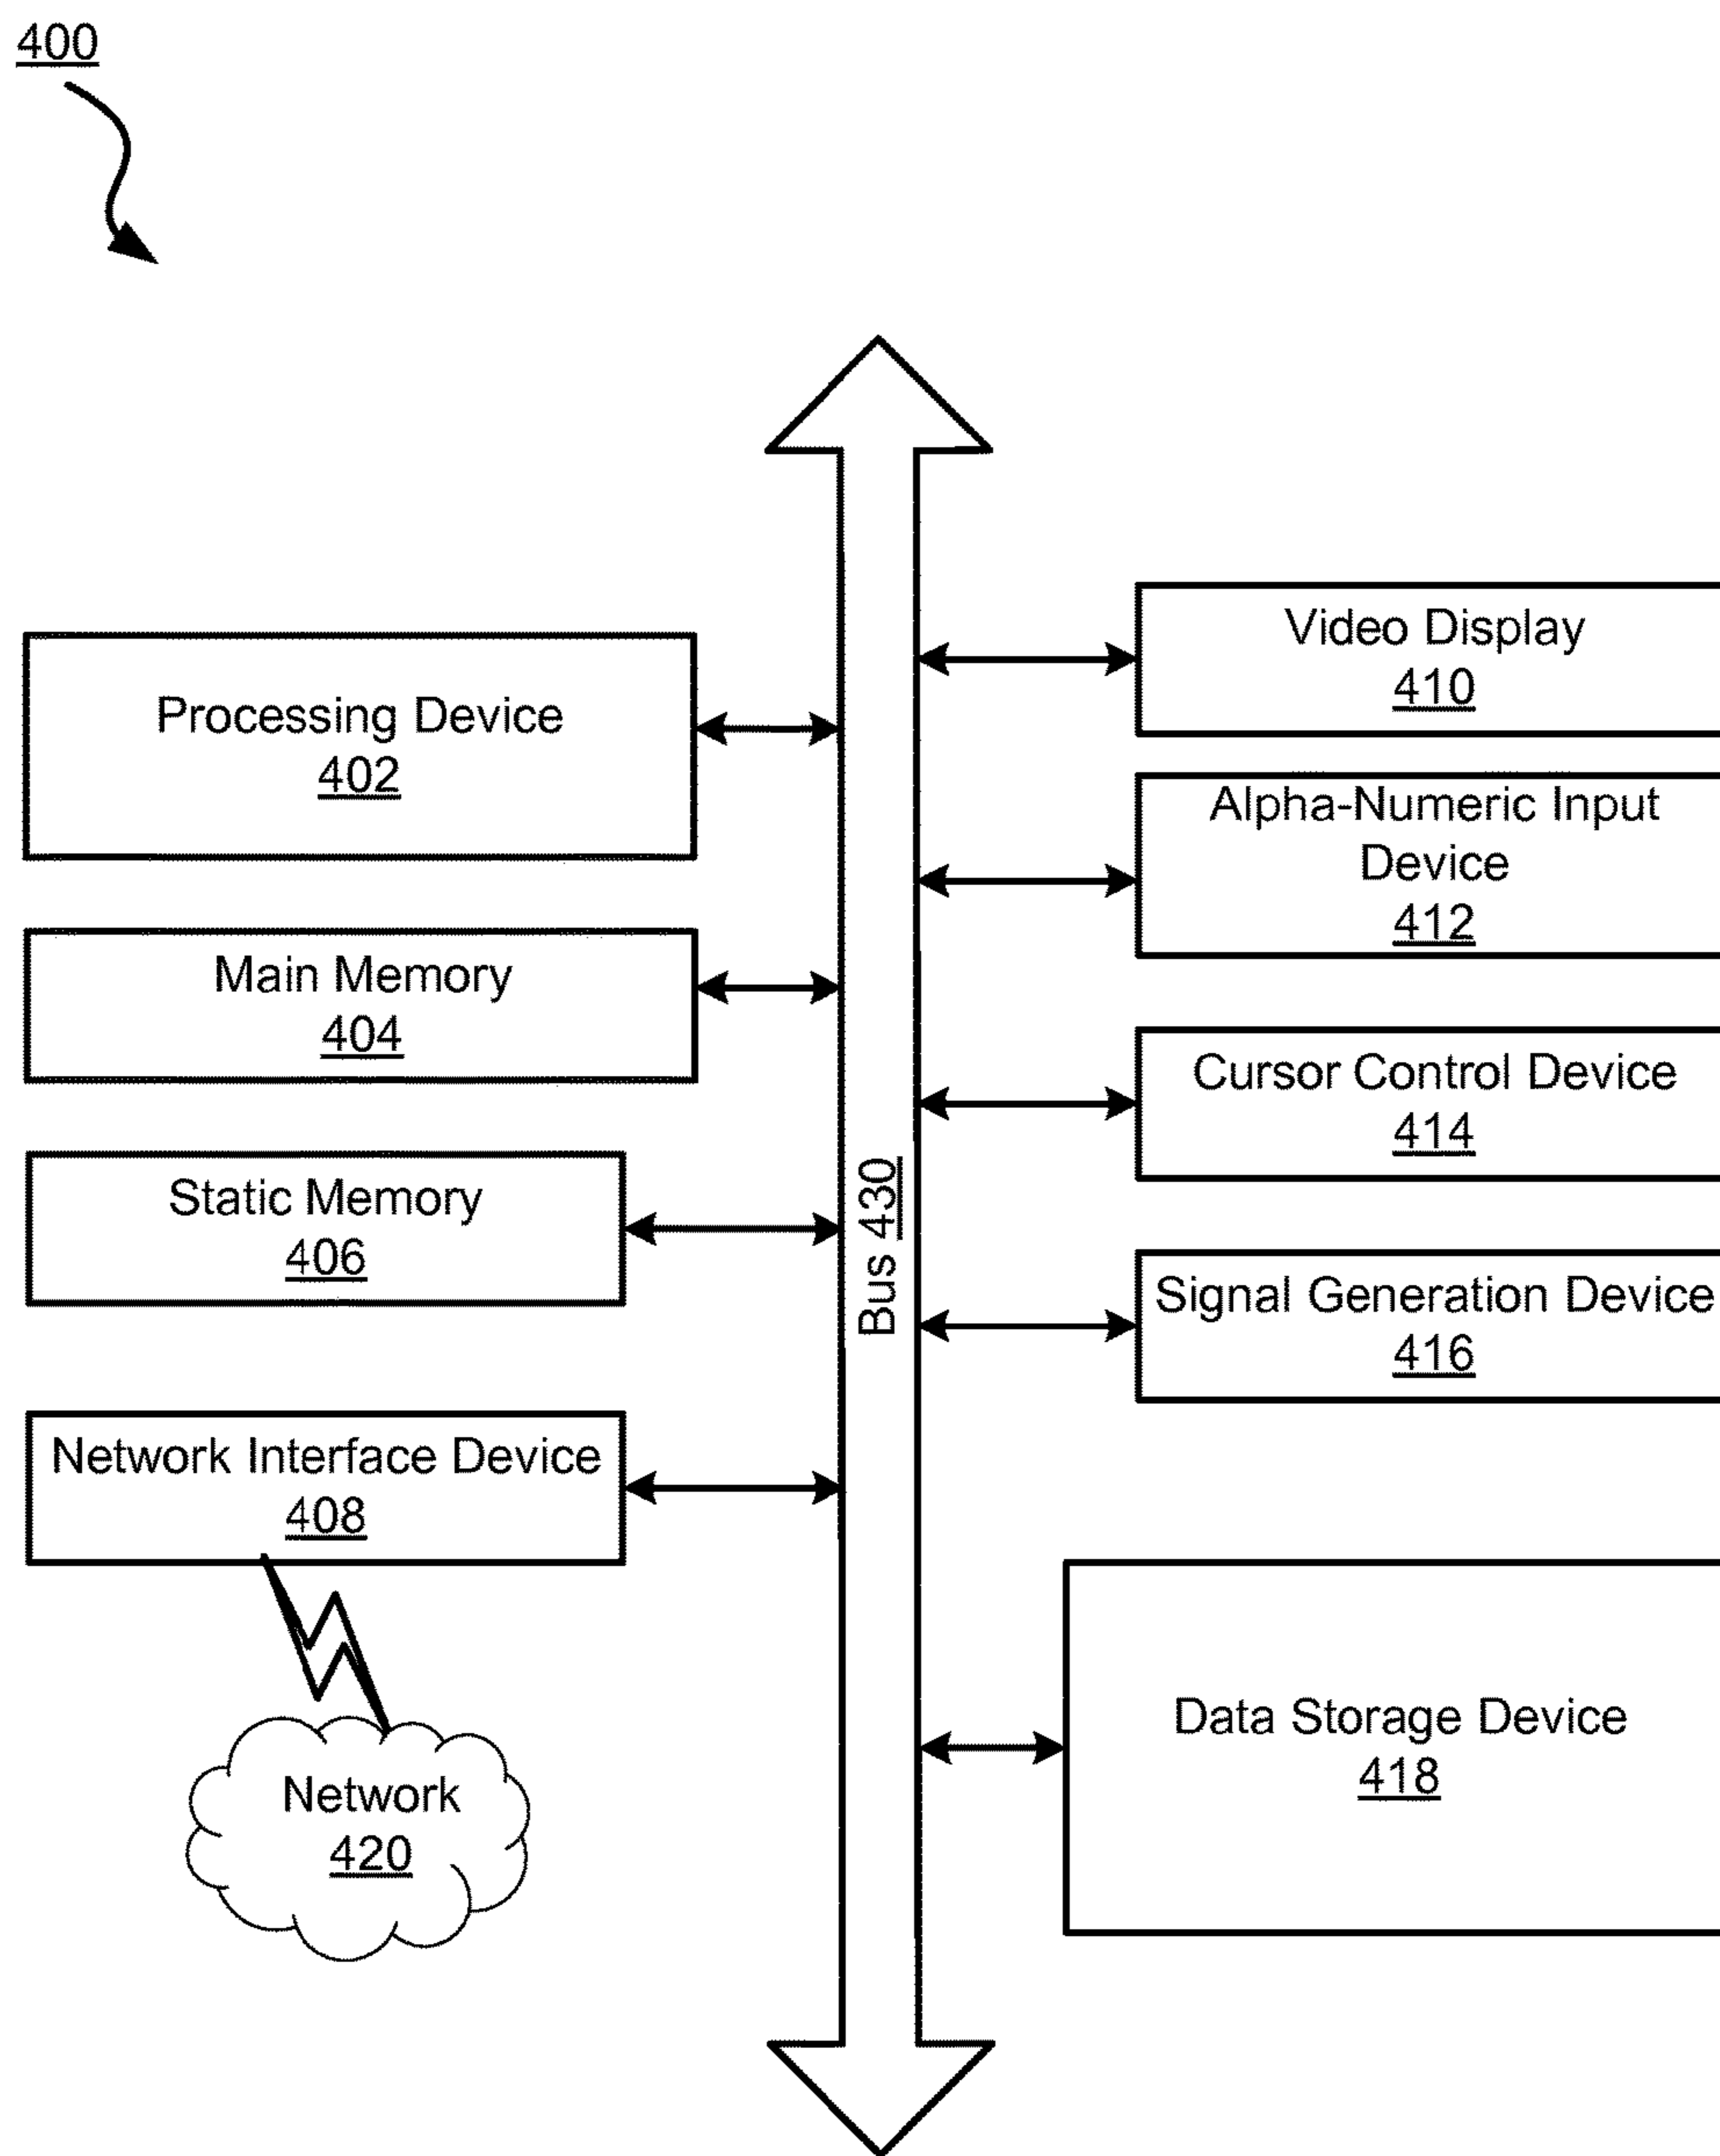 400
Processing Device
402
Main Memory
404
Static Memory
406
Network Interface Device
408
Network
420
Bus 430
Video Display
410
Alpha-Numeric Input
Device
412
Cursor Control Device
414
Signal Generation Device
416
Data Storage Device
418